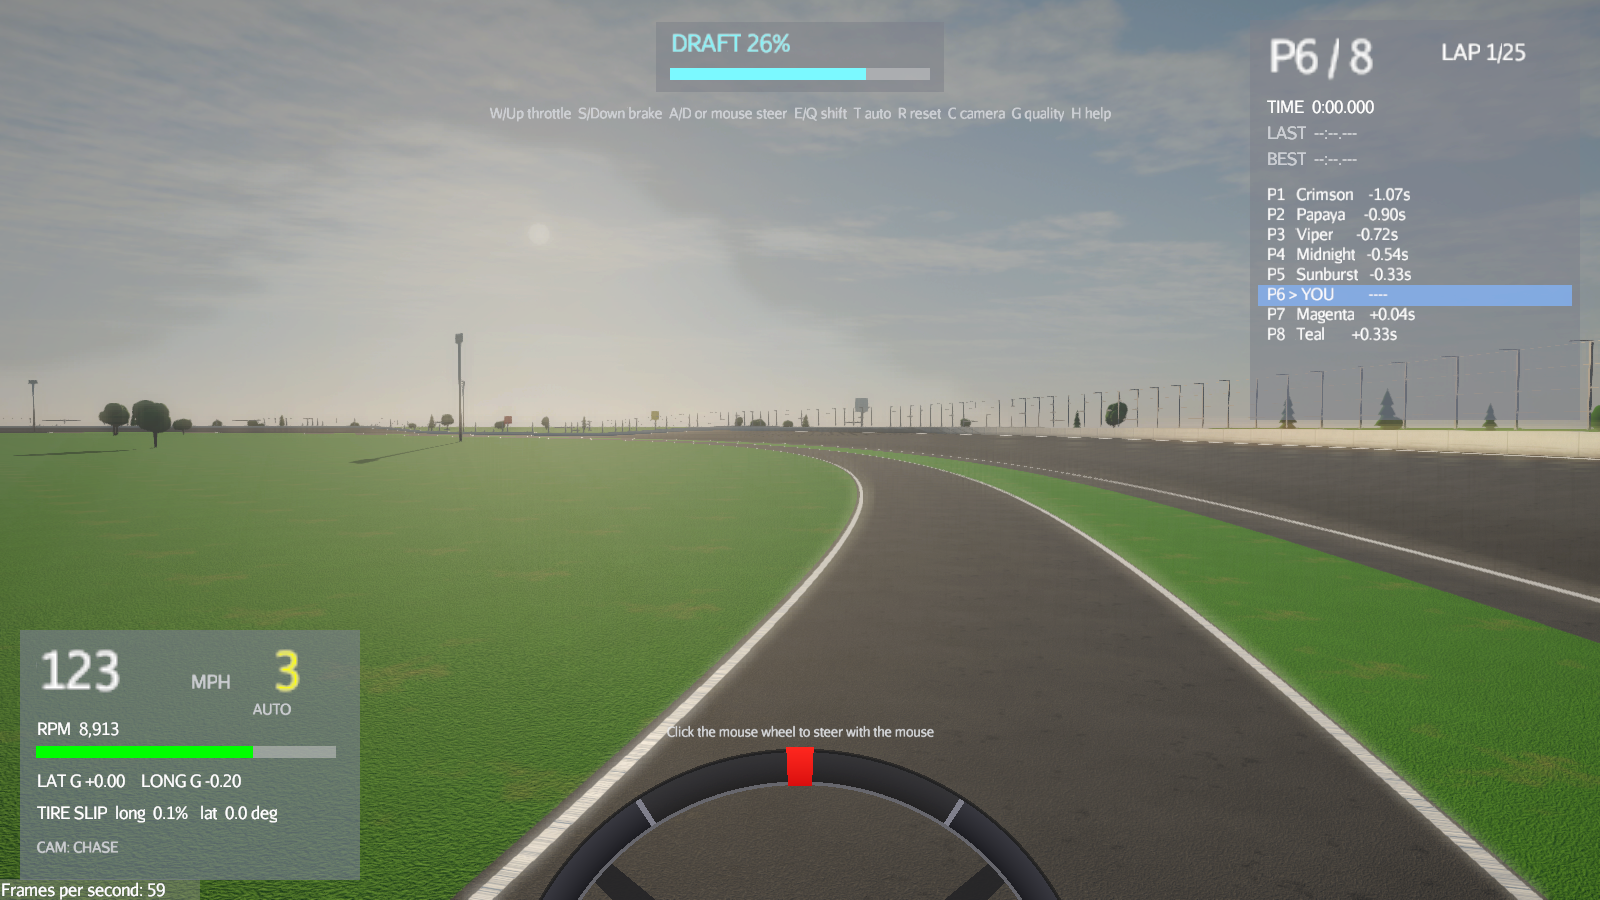 DRAFT 26%
W/Up throttle S/Down brake A/D or mouse steer E/Q shift T auto R reset C camera G quality H help
P6 / 8 LAP 1/25
TIME 0:00.000
LAST --:--.---
BEST --:--.---
P1 Crimson -1.07s
P2 Papaya -0.90s
P3 Viper -0.72s
P4 Midnight -0.54s
P5 Sunburst -0.33s
P6 > YOU ----
P7 Magenta +0.04s
P8 Teal +0.33s
123 MPH 3
AUTO
RPM 8,913
LAT G +0.00 LONG G -0.20
TIRE SLIP long 0.1% lat 0.0 deg
CAM: CHASE
Click the mouse wheel to steer with the mouse
Frames per second: 59